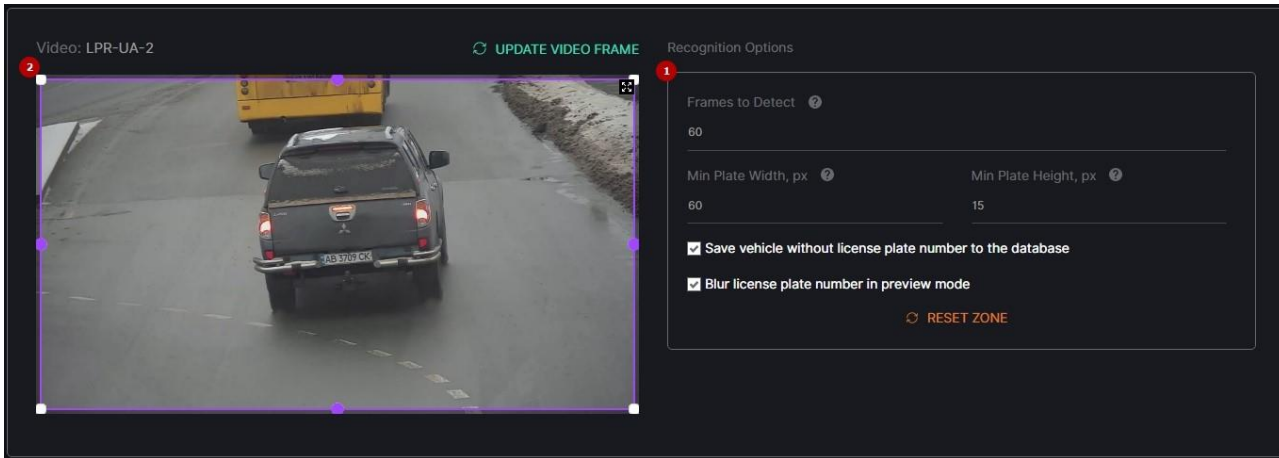 Video: LPR-UA-2
UPDATE VIDEO FRAME
2
AB 3709 CK
Recognition Options
1
Frames to Detect ?
60
Min Plate Width, px ?
60
Min Plate Height, px ?
15
Save vehicle without license plate number to the database
Blur license plate number in preview mode
RESET ZONE